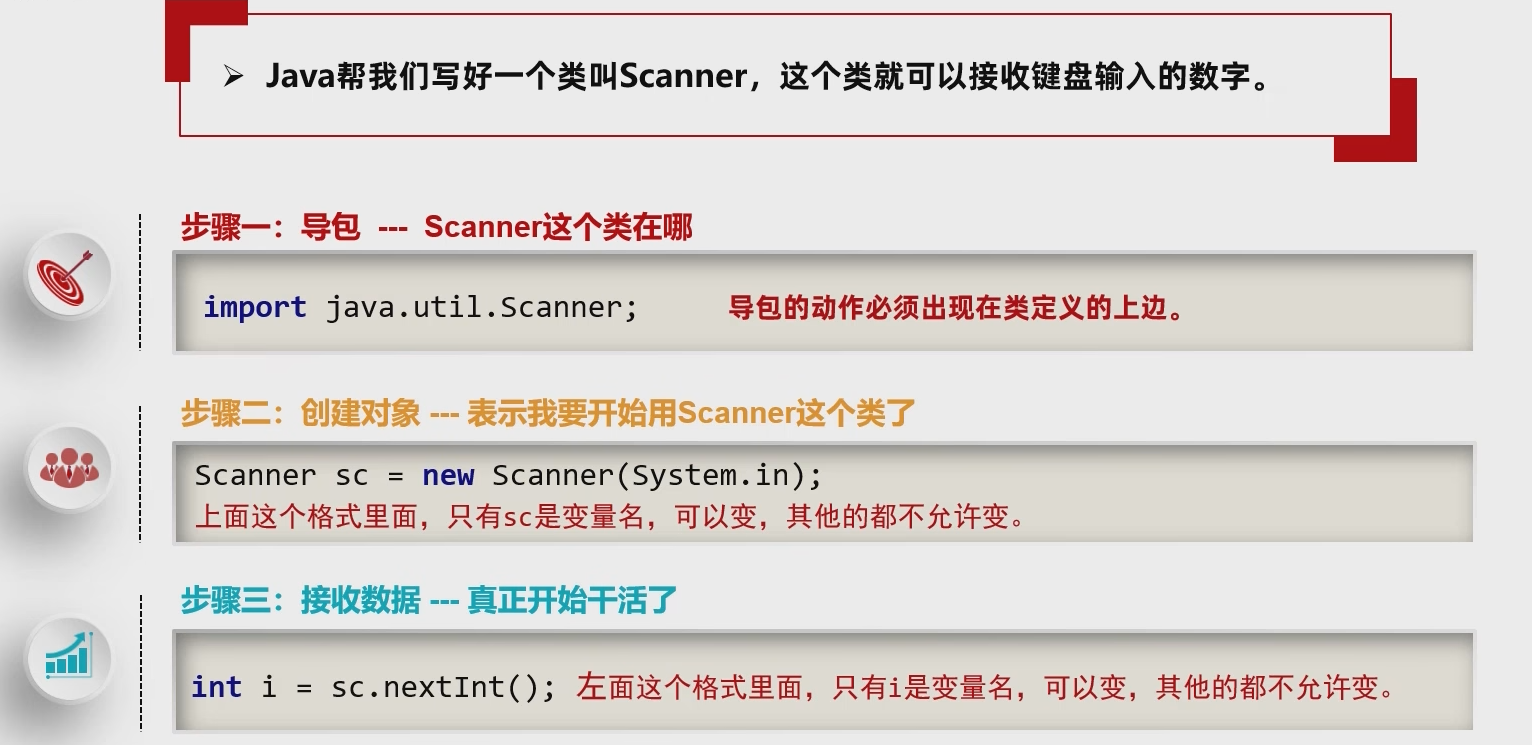 ➢ Java帮我们写好一个类叫Scanner，这个类就可以接收键盘输入的数字。
步骤一：导包 --- Scanner这个类在哪
import java.util.Scanner; 导包的动作必须出现在类定义的上边。
步骤二：创建对象 --- 表示我要开始用Scanner这个类了
Scanner sc = new Scanner(System.in);
上面这个格式里面，只有sc是变量名，可以变，其他的都不允许变。
步骤三：接收数据 --- 真正开始干活了
int i = sc.nextInt(); 左面这个格式里面，只有i是变量名，可以变，其他的都不允许变。